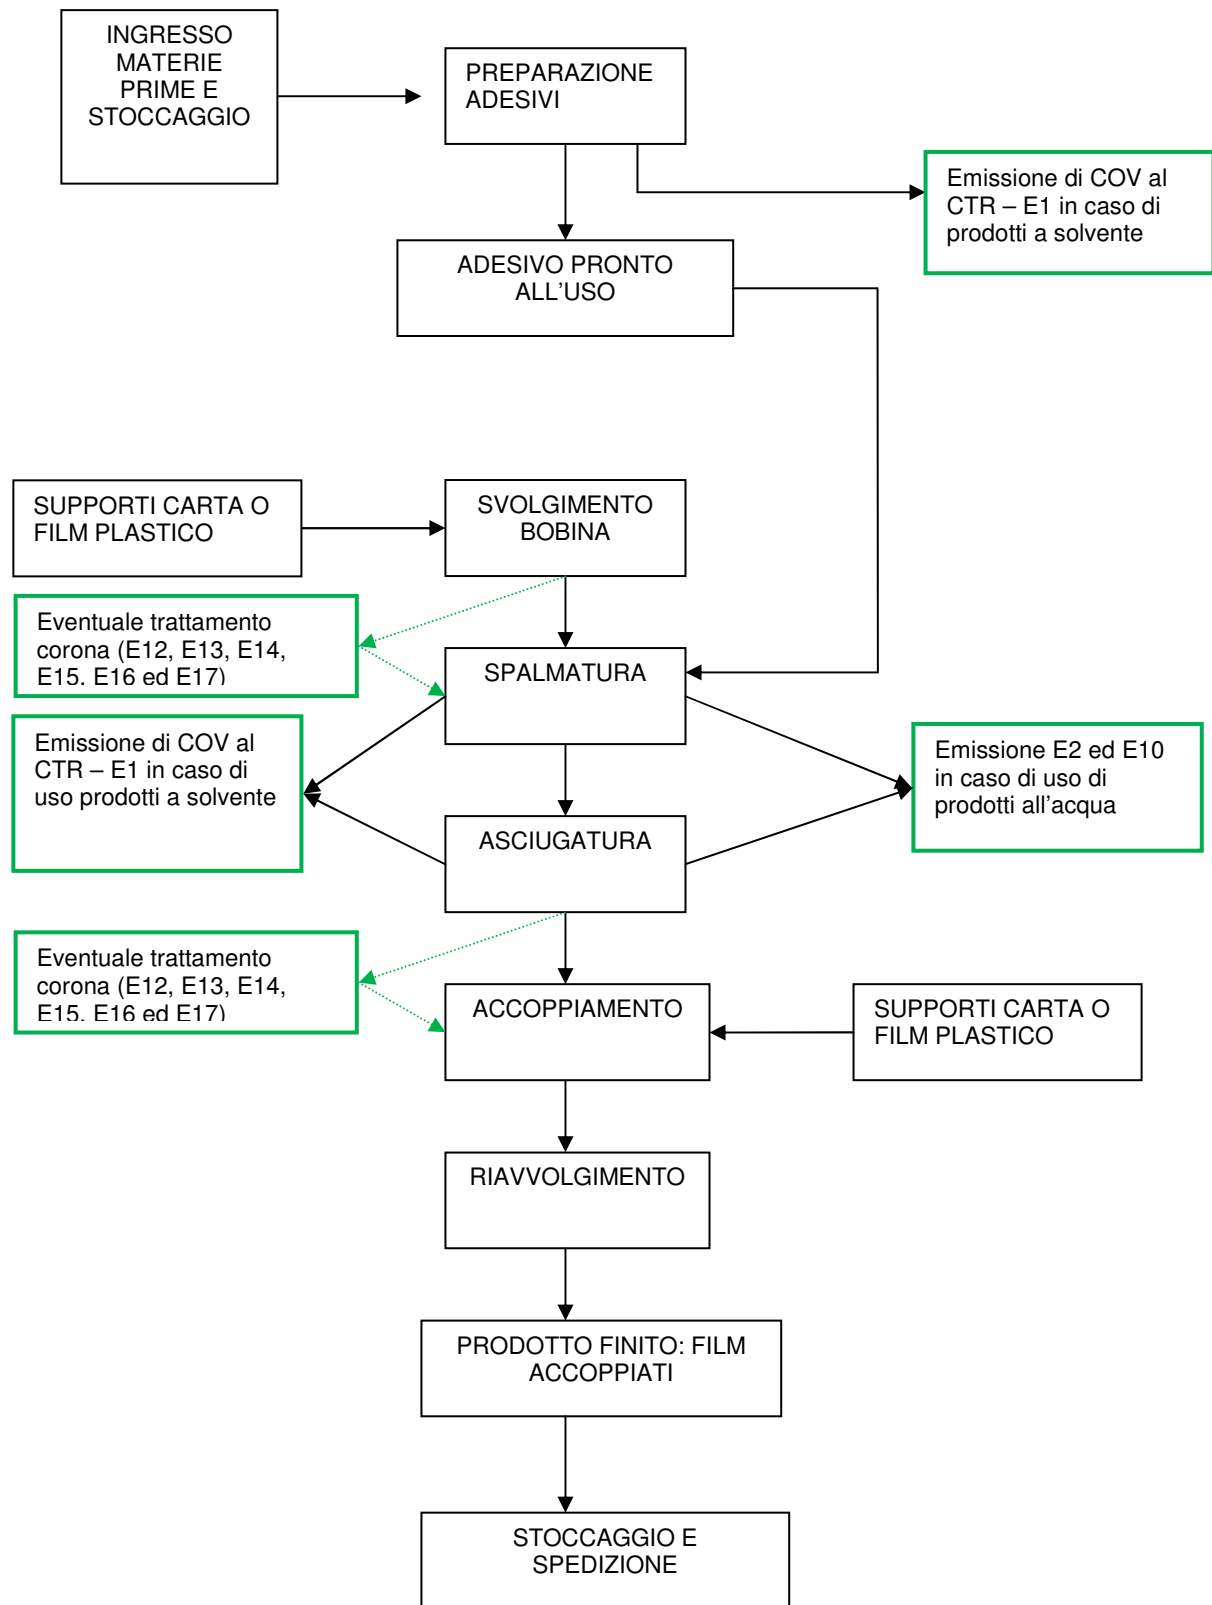 INGRESSO
MATERIE
PRIME E
STOCCAGGIO
PREPARAZIONE
ADESIVI
Emissione di COV al
CTR – E1 in caso di
prodotti a solvente
ADESIVO PRONTO
ALL'USO
SUPPORTI CARTA O
FILM PLASTICO
SVOLGIMENTO
BOBINA
Eventuale trattamento
corona (E12, E13, E14,
E15, E16 ed E17)
SPALMATURA
Emissione di COV al
CTR – E1 in caso di
uso prodotti a solvente
Emissione E2 ed E10
in caso di uso di
prodotti all'acqua
ASCIUGATURA
Eventuale trattamento
corona (E12, E13, E14,
E15, E16 ed E17)
ACCOPPIAMENTO
SUPPORTI CARTA O
FILM PLASTICO
RIAVVOLGIMENTO
PRODOTTO FINITO: FILM
ACCOPPIATI
STOCCAGGIO E
SPEDIZIONE